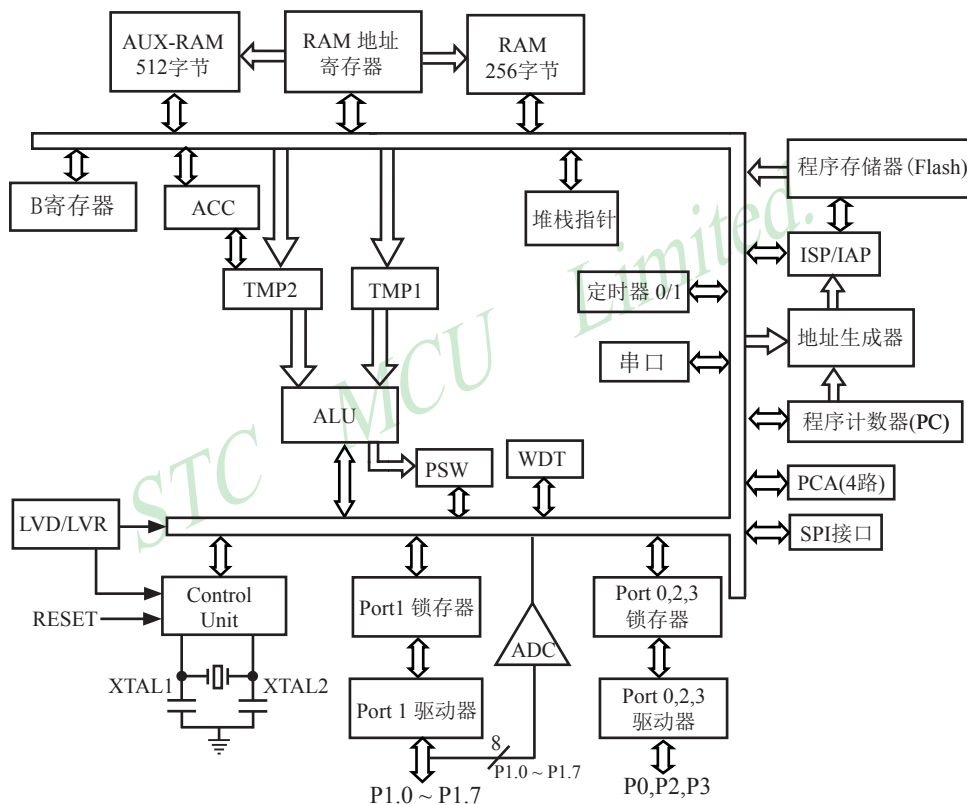 AUX-RAM
512字节
RAM 地址
寄存器
RAM
256字节
B寄存器
ACC
堆栈指针
程序存储器(Flash)
ISP/IAP
TMP2
TMP1
定时器 0/1
地址生成器
串口
ALU
程序计数器(PC)
PSW
WDT
PCA(4路)
SPI接口
LVD/LVR
Control
Unit
RESET
XTAL1
XTAL2
Port1 锁存器
ADC
Port 0,2,3
锁存器
Port 1 驱动器
Port 0,2,3
驱动器
8
P1.0 ~ P1.7
P1.0 ~ P1.7
P0,P2,P3
STC MCU Limited.